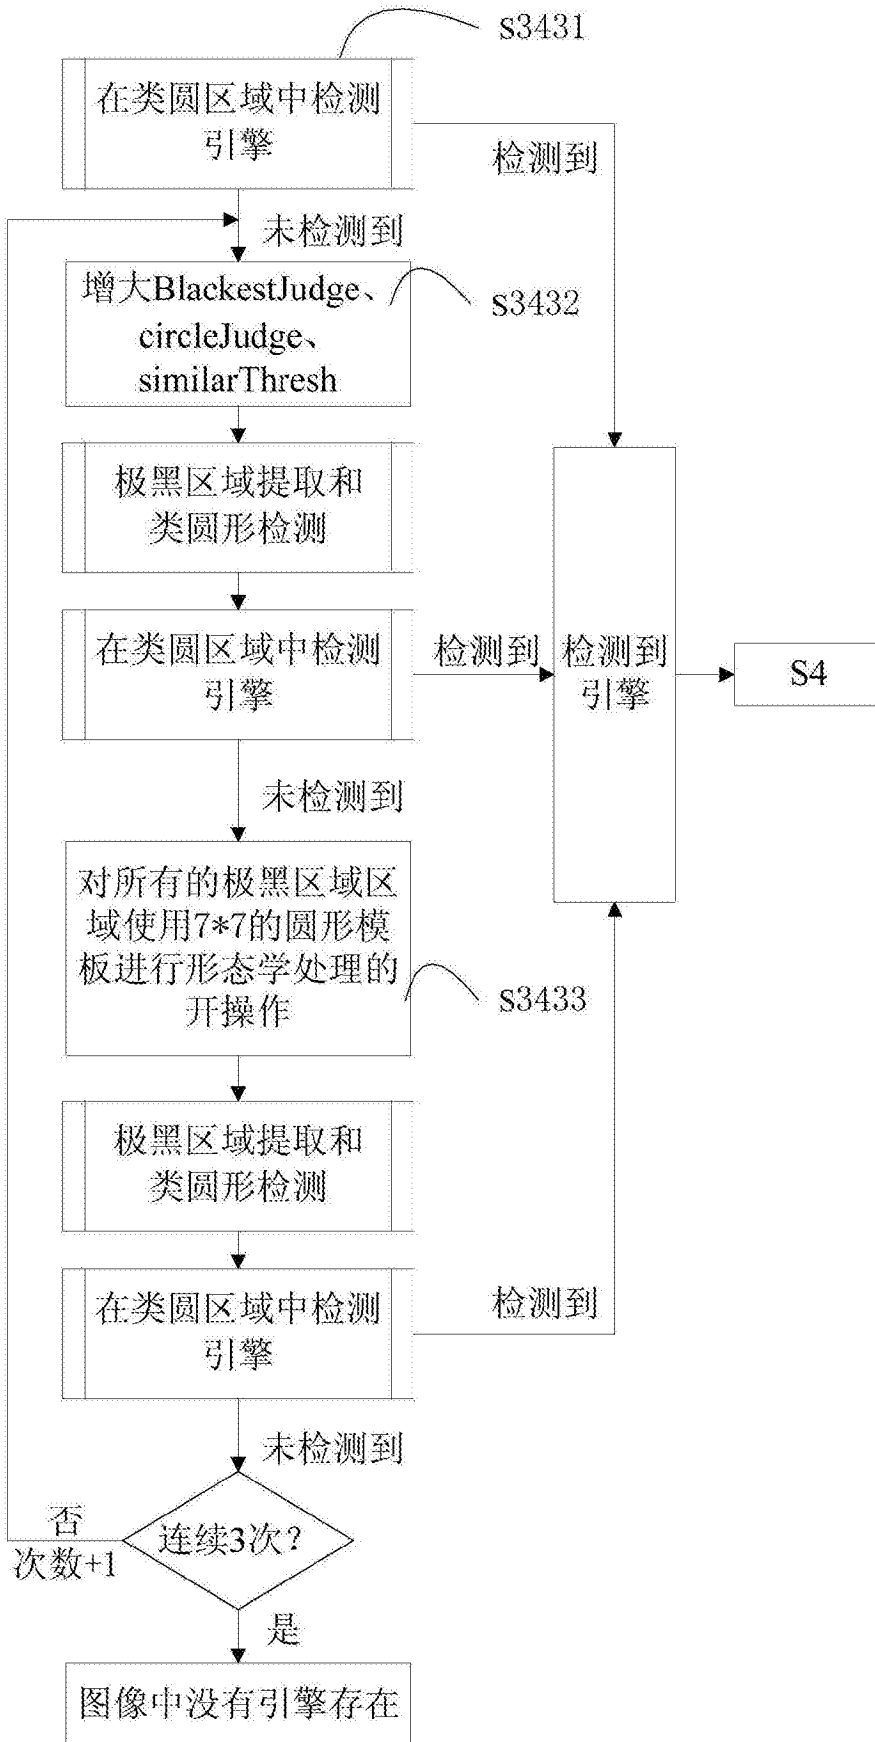 s3431
在类圆区域中检测
引擎
检测到
未检测到
增大BlackestJudge、
circleJudge、
similarThresh
s3432
极黑区域提取和
类圆形检测
在类圆区域中检测
引擎
检测到
检测到
引擎
S4
未检测到
对所有的极黑区域区
域使用7*7的圆形模
板进行形态学处理的
开操作
s3433
极黑区域提取和
类圆形检测
在类圆区域中检测
引擎
检测到
未检测到
连续3次?
否
次数+1
是
图像中没有引擎存在